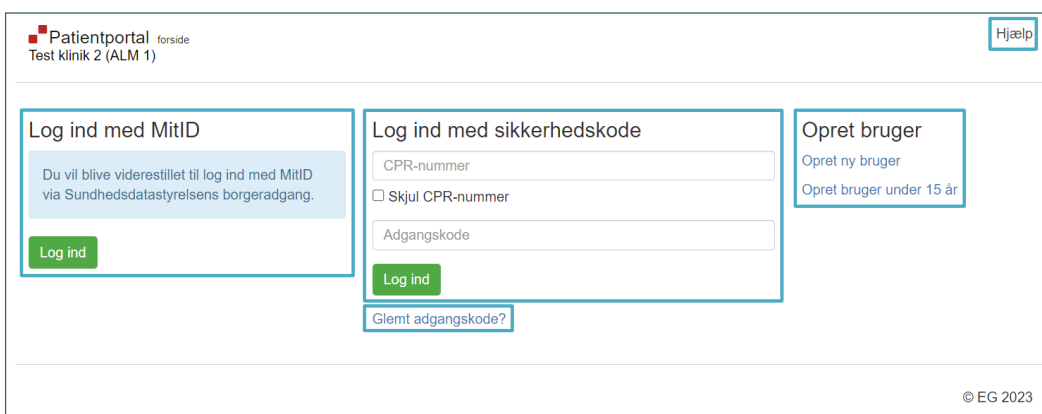 Patientportal forside
Test klinik 2 (ALM 1)
Hjælp
Log ind med MitID
Du vil blive viderestillet til log ind med MitID
via Sundhedsdatastyrelsens borgeradgang.
Log ind
Log ind med sikkerhedskode
CPR-nummer
Skjul CPR-nummer
Adgangskode
Log ind
Glemt adgangskode?
Opret bruger
Opret ny bruger
Opret bruger under 15 år
© EG 2023